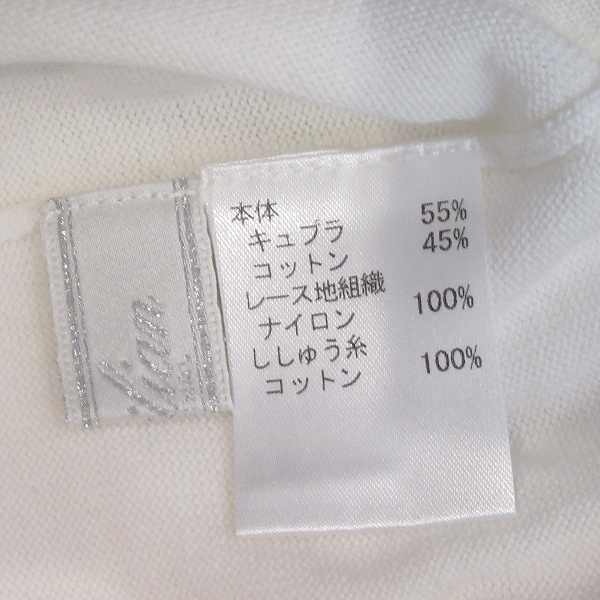 本体
キュプラ 55%
コットン 45%
レース地組織
ナイロン 100%
ししゅう糸
コットン 100%